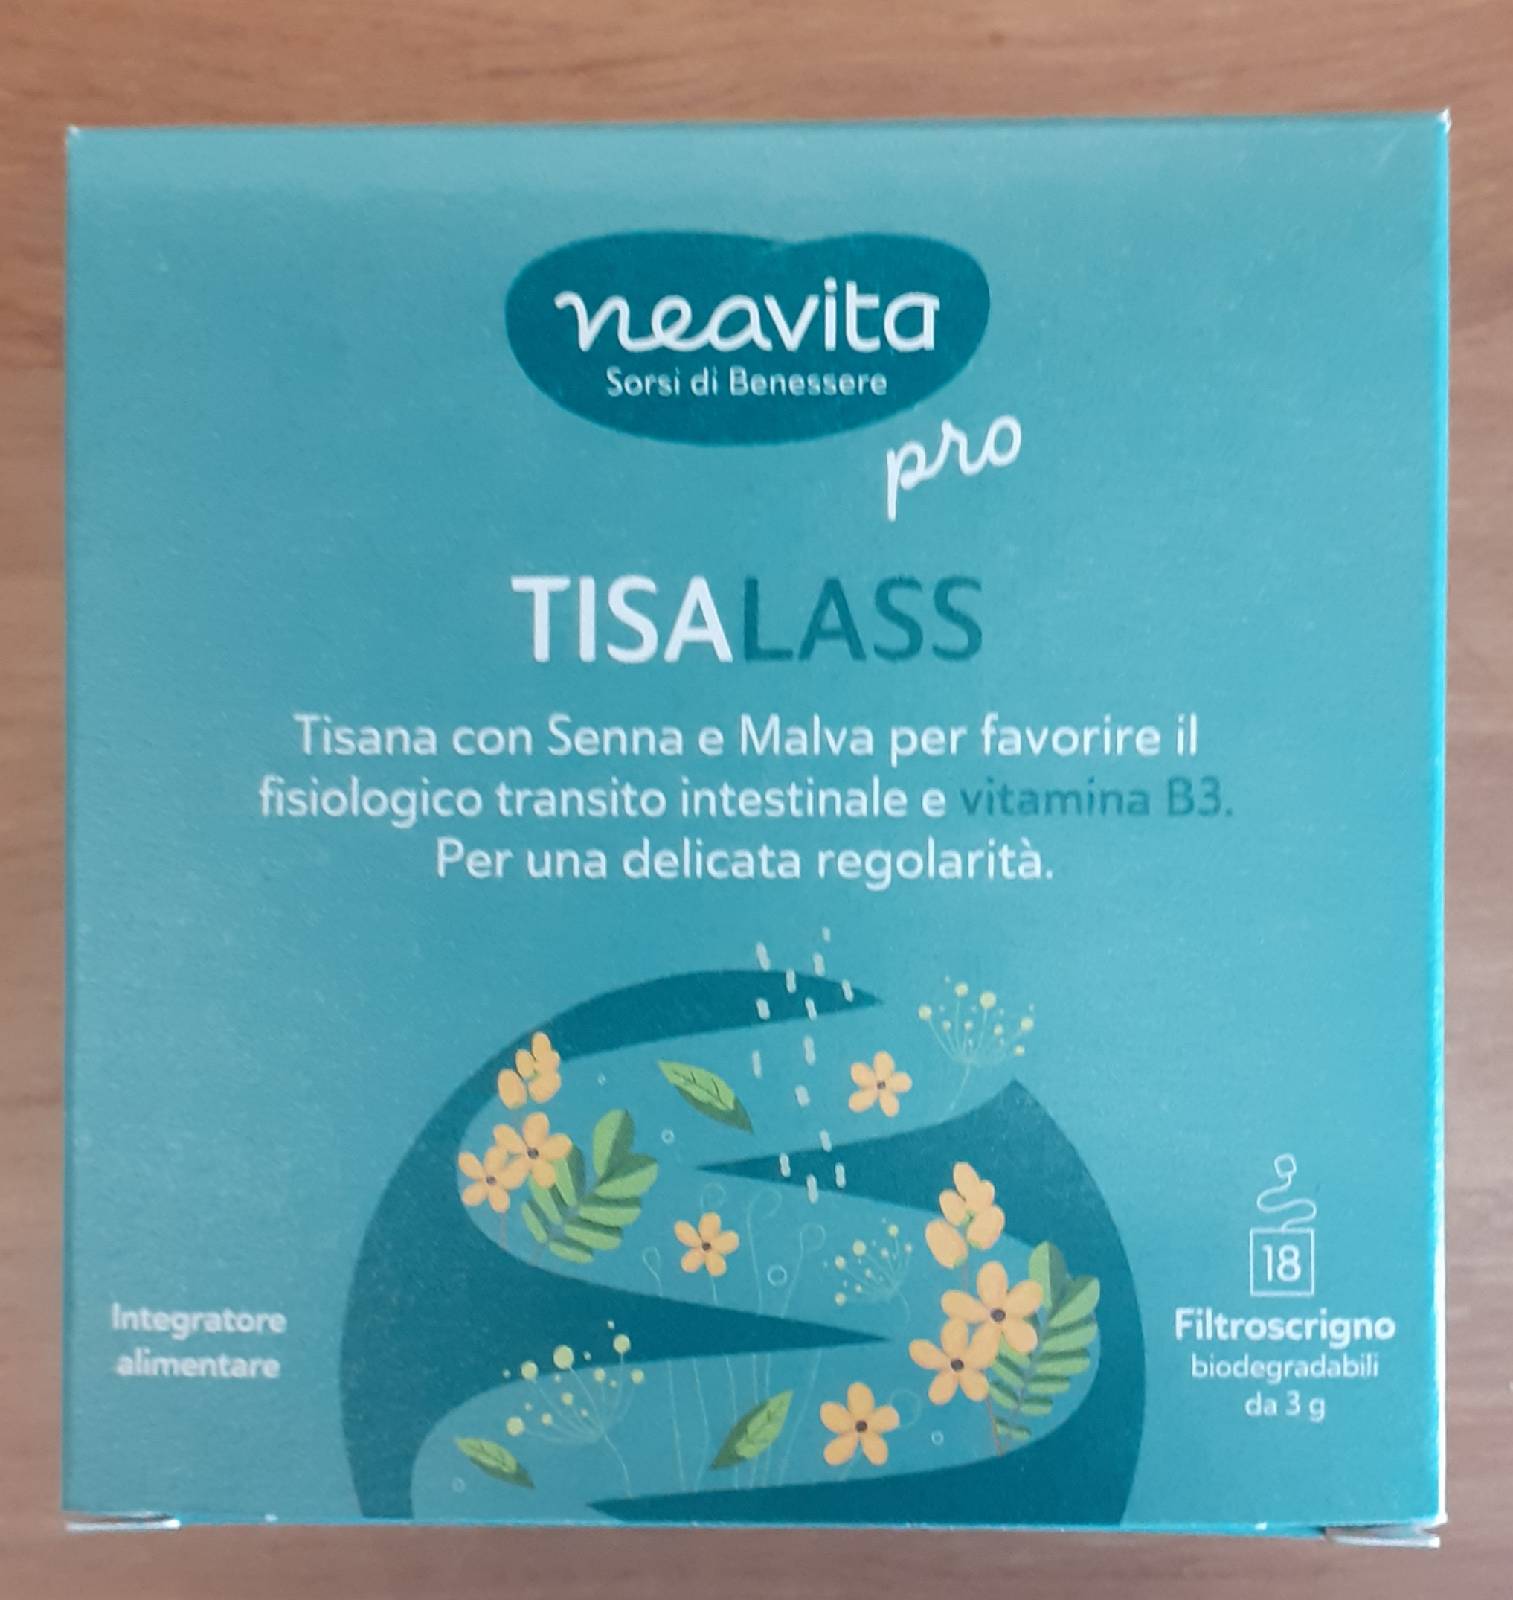 neavita
Sorsi di Benessere
pro
TISALASS
Tisana con Senna e Malva per favorire il
fisiologico transito intestinale e vitamina B3.
Per una delicata regolarità.
Integratore
alimentare
18
Filtroscrigno
biodegradabili
da 3 g